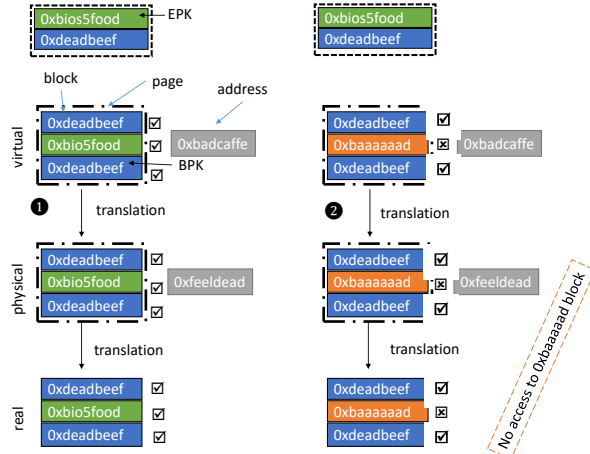 0xbios5food
EPK
0xdeadbeef
0xbios5food
0xdeadbeef
block
page
address
virtual
0xdeadbeef
0xbio5food
0xbadcaffe
0xdeadbeef
BPK
0xdeadbeef
0xbaaaaaad
0xbadcaffe
0xdeadbeef
1
translation
2
translation
physical
0xdeadbeef
0xbio5food
0xfeeldead
0xdeadbeef
0xdeadbeef
0xbaaaaaad
0xfeeldead
0xdeadbeef
translation
translation
real
0xdeadbeef
0xbio5food
0xdeadbeef
0xdeadbeef
0xbaaaaaad
0xdeadbeef
No access to 0xbaaaaad block